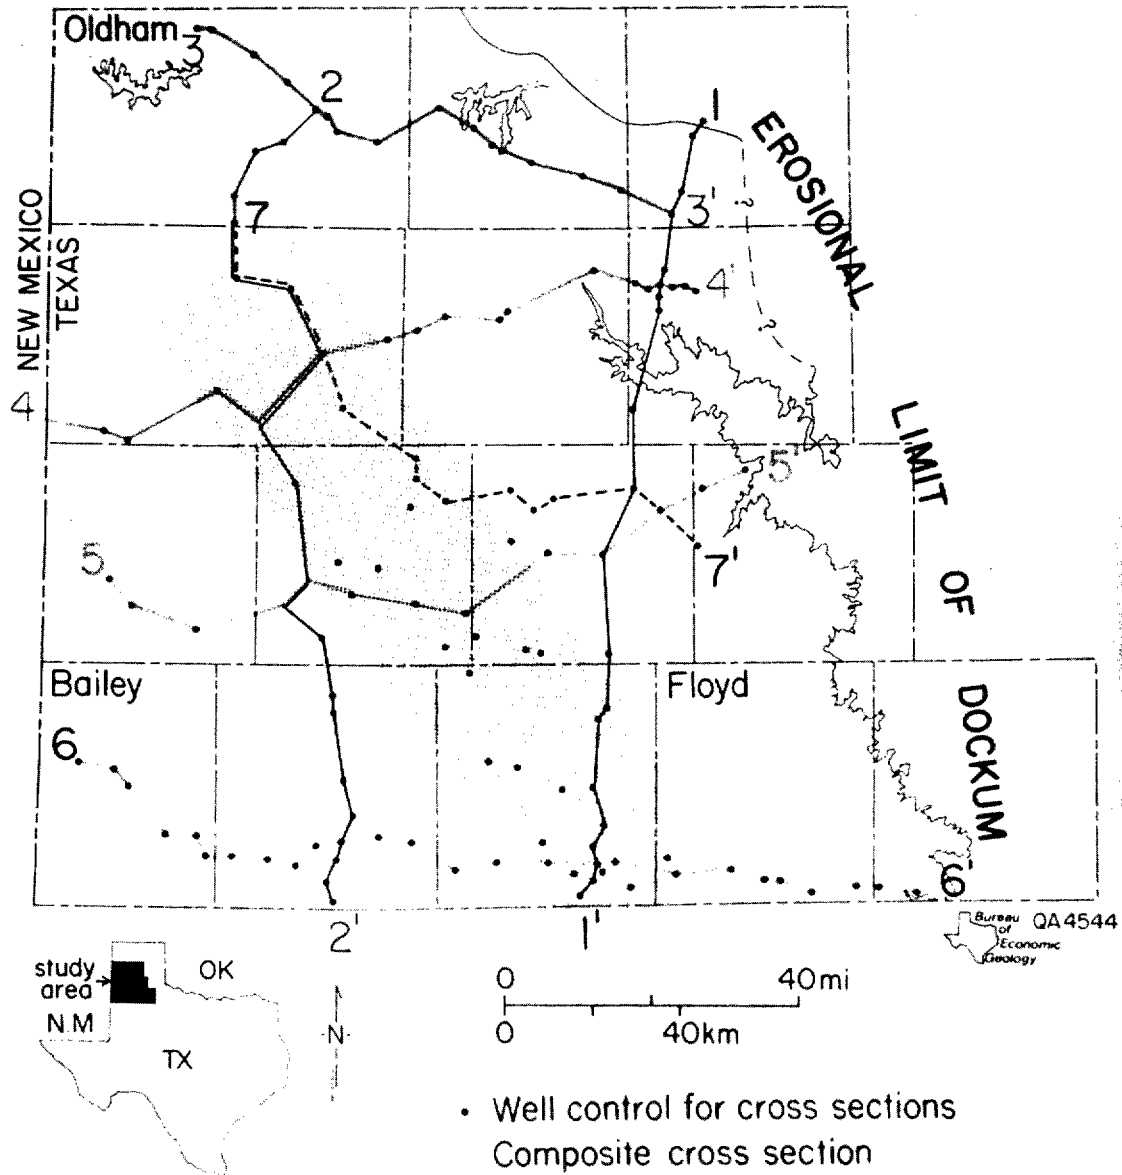 Oldham
3
2
1
EROSIONAL
7
3'
NEW MEXICO
TEXAS
4'
4
LIMIT
5'
5
7'
OF
Bailey
Floyd
6
DOCKUM
6'
2'
1'
Bureau
of
Economic
Geology
QA4544
study
area
OK
N.M
TX
N
0 40mi
0 40km
?
?
• Well control for cross sections
Composite cross section